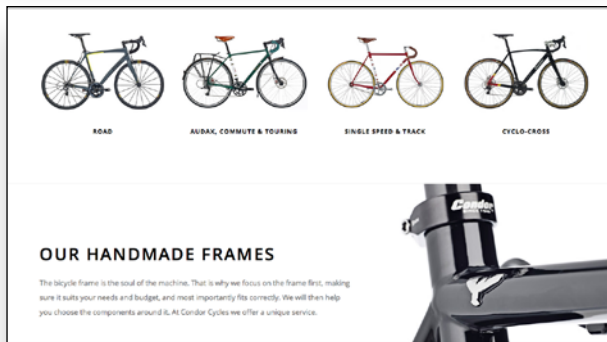 ROAD
AUDAX, COMMUTE & TOURING
SINGLE SPEED & TRACK
CYCLO-CROSS
Condor
OUR HANDMADE FRAMES
The bicycle frame is the soul of the machine. That is why we focus on the frame first, making
sure it suits your needs and budget, and most importantly fits correctly. We will then help
you choose the components around it. At Condor Cycles we offer a unique service.